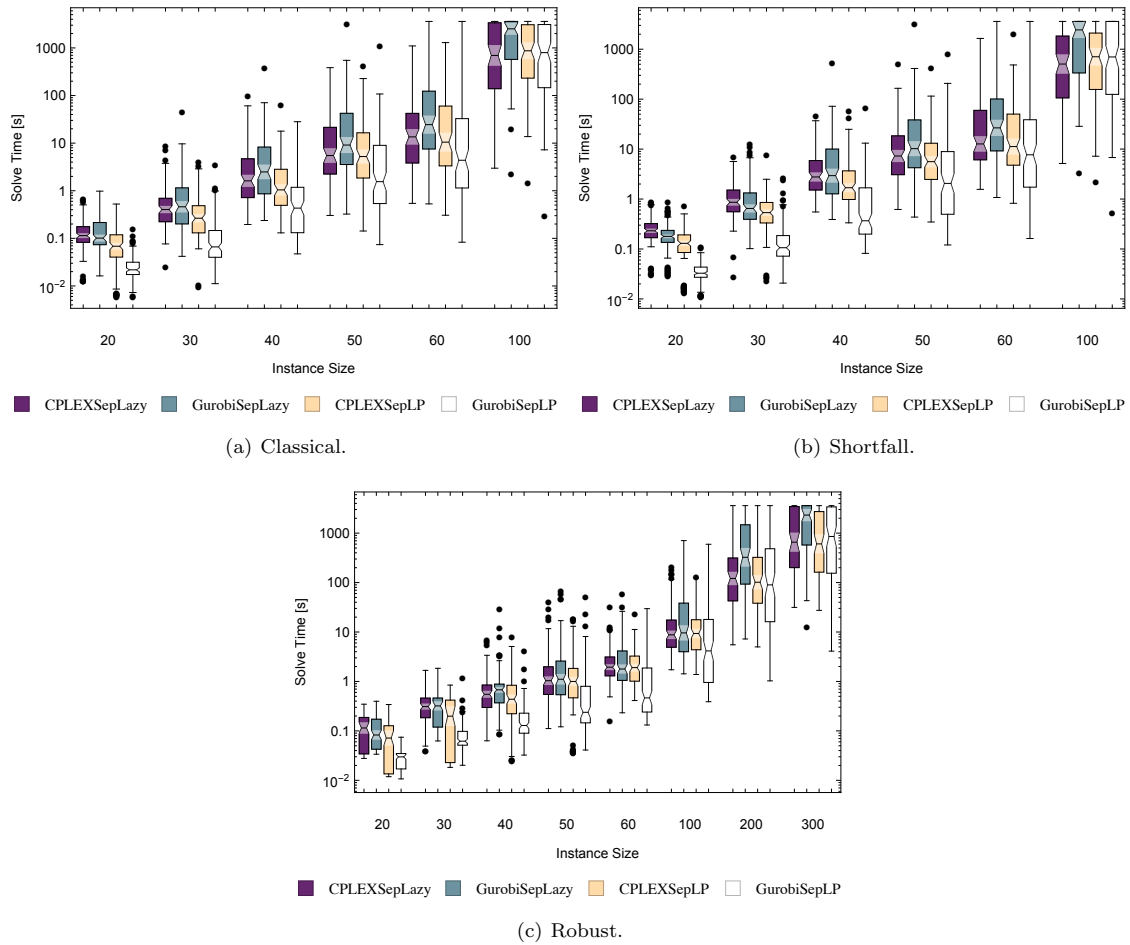 1000
100
10
1
0.1
10−2
Solve Time [s]
20 30 40 50 60 100
Instance Size
CPLEXSepLazy GurobiSepLazy CPLEXSepLP GurobiSepLP
(a) Classical.
1000
100
10
1
0.1
10−2
Solve Time [s]
20 30 40 50 60 100
Instance Size
CPLEXSepLazy GurobiSepLazy CPLEXSepLP GurobiSepLP
(b) Shortfall.
1000
100
10
1
0.1
10−2
Solve Time [s]
20 30 40 50 60 100 200 300
Instance Size
CPLEXSepLazy GurobiSepLazy CPLEXSepLP GurobiSepLP
(c) Robust.